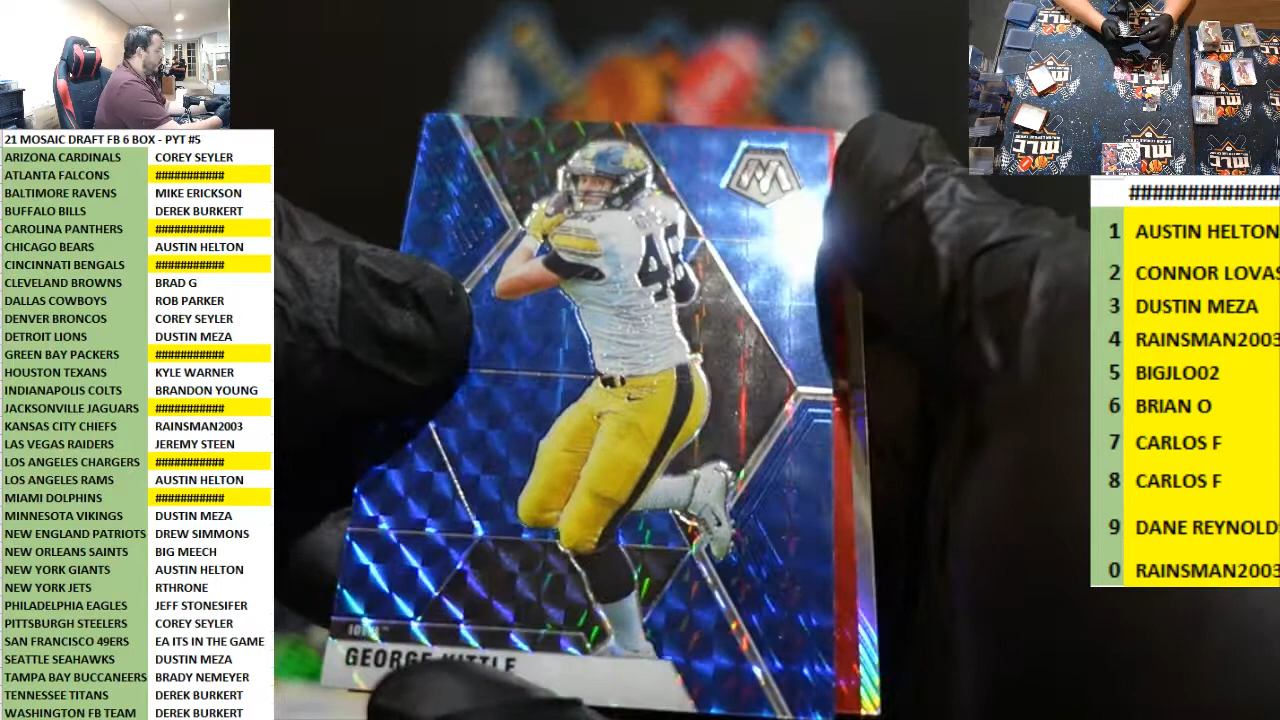 21 MOSAIC DRAFT FB 6 BOX - PYT #5
ARIZONA CARDINALS COREY SEYLER
ATLANTA FALCONS ###########
BALTIMORE RAVENS MIKE ERICKSON
BUFFALO BILLS DEREK BURKERT
CAROLINA PANTHERS ###########
CHICAGO BEARS AUSTIN HELTON
CINCINNATI BENGALS ###########
CLEVELAND BROWNS BRAD G
DALLAS COWBOYS ROB PARKER
DENVER BRONCOS COREY SEYLER
DETROIT LIONS DUSTIN MEZA
GREEN BAY PACKERS ###########
HOUSTON TEXANS KYLE WARNER
INDIANAPOLIS COLTS BRANDON YOUNG
JACKSONVILLE JAGUARS ###########
KANSAS CITY CHIEFS RAINSMAN2003
LAS VEGAS RAIDERS JEREMY STEEN
LOS ANGELES CHARGERS ###########
LOS ANGELES RAMS AUSTIN HELTON
MIAMI DOLPHINS ###########
MINNESOTA VIKINGS DUSTIN MEZA
NEW ENGLAND PATRIOTS DREW SIMMONS
NEW ORLEANS SAINTS BIG MEECH
NEW YORK GIANTS AUSTIN HELTON
NEW YORK JETS RTHRONE
PHILADELPHIA EAGLES JEFF STONESIFER
PITTSBURGH STEELERS COREY SEYLER
SAN FRANCISCO 49ERS EA ITS IN THE GAME
SEATTLE SEAHAWKS DUSTIN MEZA
TAMPA BAY BUCCANEERS BRADY NEMEYER
TENNESSEE TITANS DEREK BURKERT
WASHINGTON FB TEAM DEREK BURKERT
M
IOWA
GEORGE KITTLE
MLC
#############
1 AUSTIN HELTON
2 CONNOR LOVAS
3 DUSTIN MEZA
4 RAINSMAN2003
5 BIGJLO02
6 BRIAN O
7 CARLOS F
8 CARLOS F
9 DANE REYNOLD
0 RAINSMAN2003